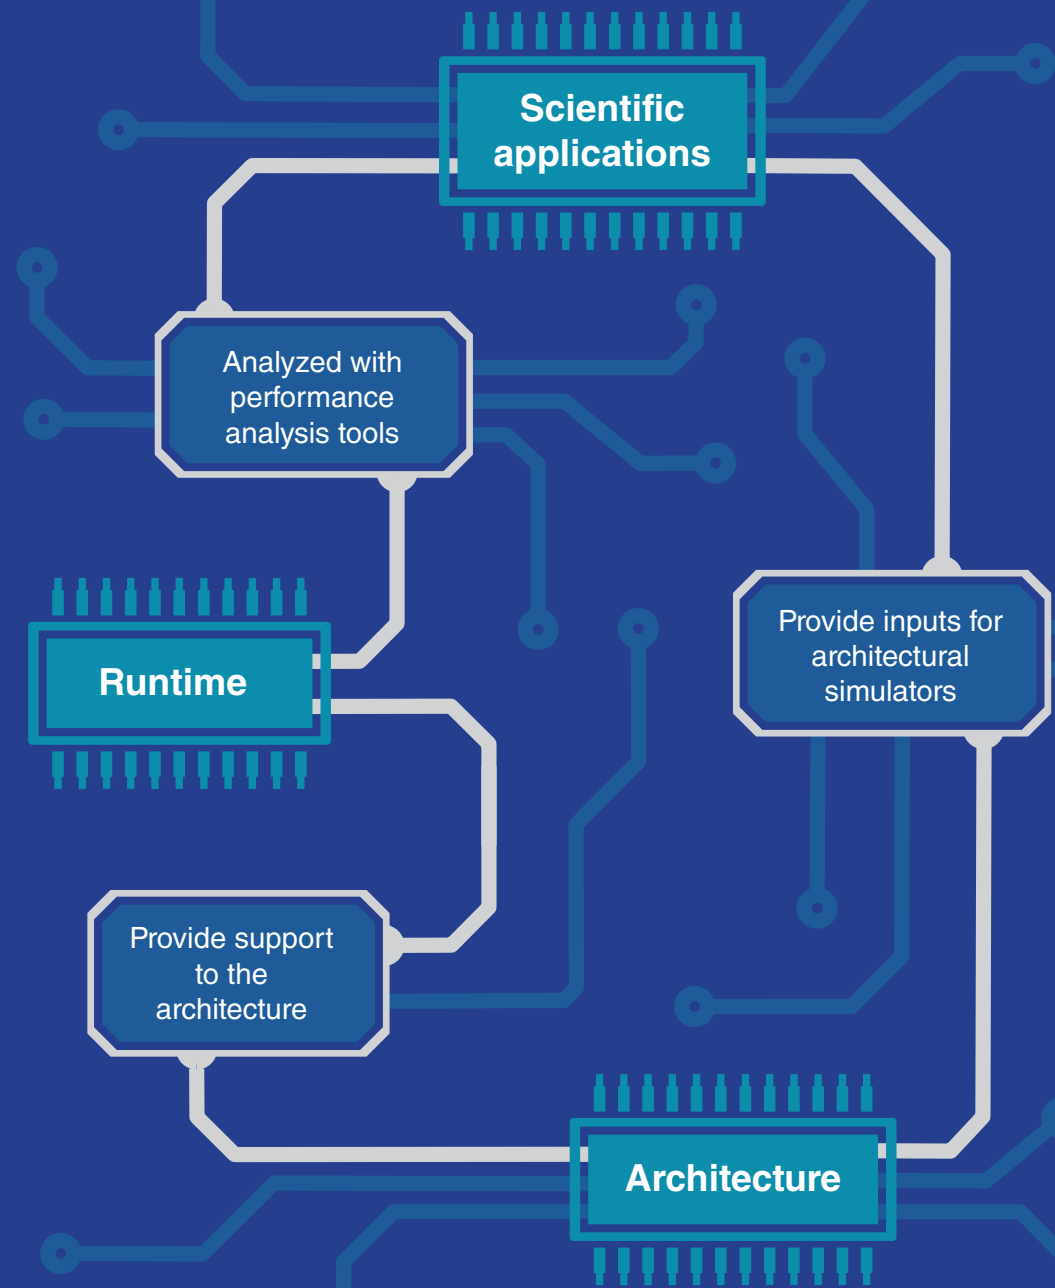 Scientific
applications
Analyzed with
performance
analysis tools
Provide inputs for
architectural
simulators
Runtime
Provide support
to the
architecture
Architecture